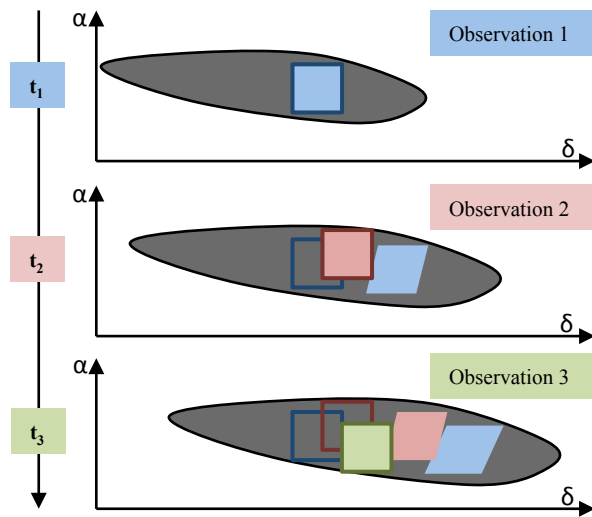 α
Observation 1
t₁
δ
α
Observation 2
t₂
δ
α
Observation 3
t₃
δ